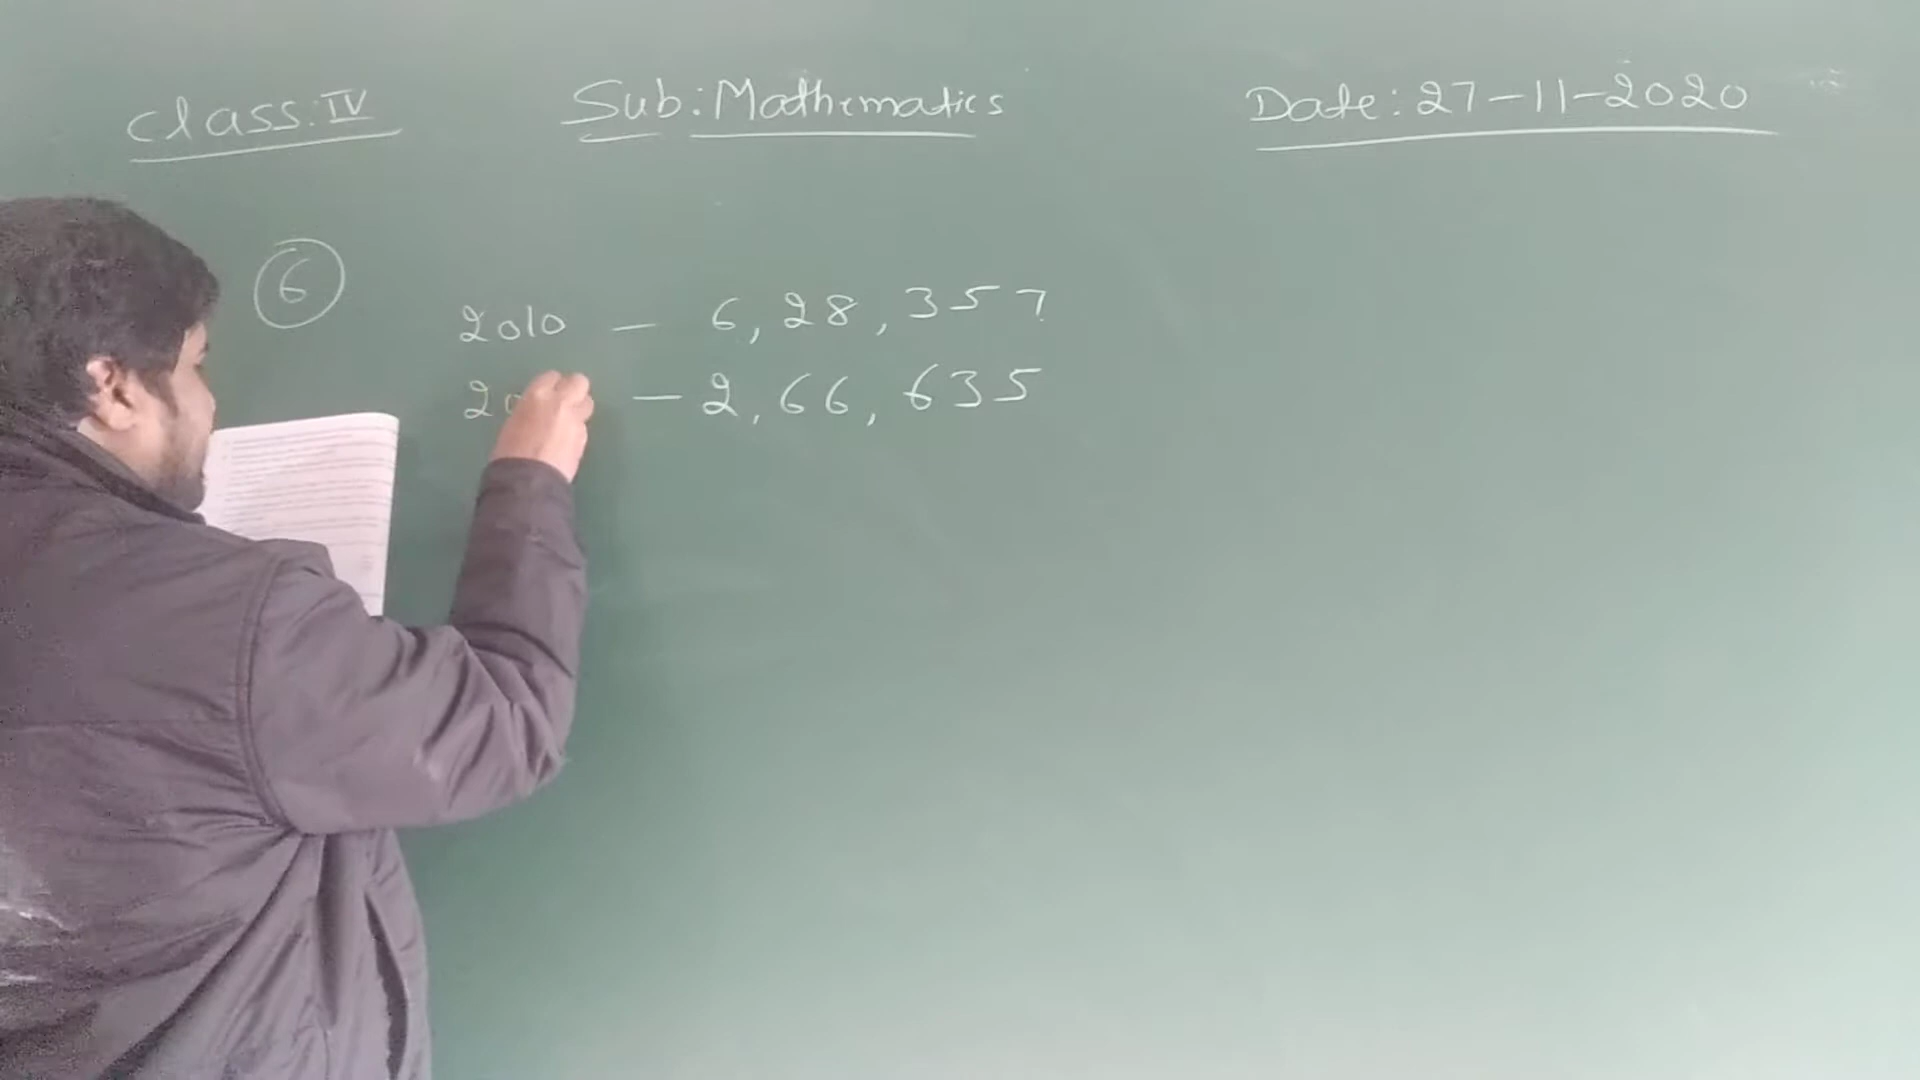 Class: IV Sub: Mathematics Date: 27-11-2020
6
2010 - 6,28,357
- 2,66,635